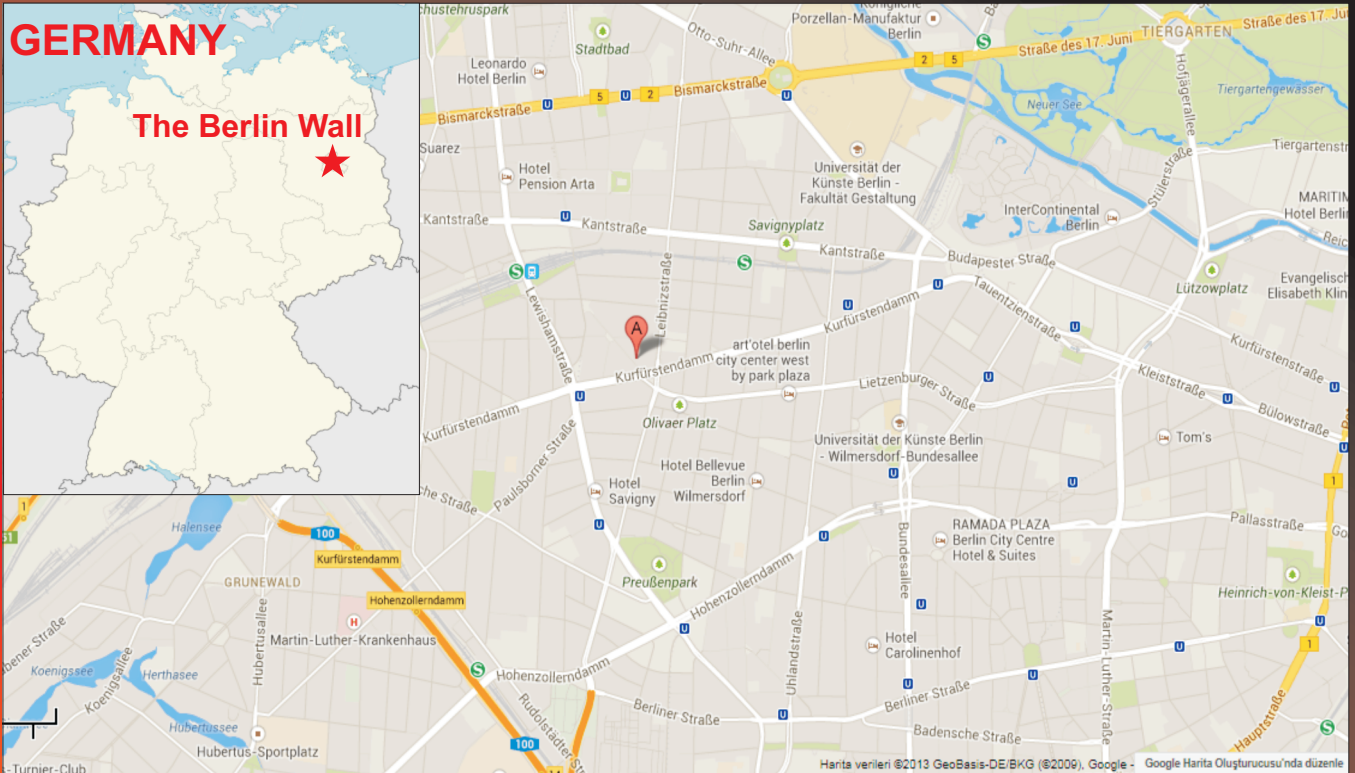 GERMANY
The Berlin Wall
Stadtbad
Otto-Suhr-Allee
Porzellan-Manufaktur
Berlin
Straße des 17. Juni
TIERGARTEN
Leonardo
Hotel Berlin
Bismarckstraße
5
2
Bismarckstraße
2
5
Straße des 17. Juni
Neuer See
Hofjägerallee
Tiergartengewässer
Suarez
Hotel
Pension Arta
Universität der
Künste Berlin -
Fakultät Gestaltung
Stülerstraße
Tiergartenstr
InterContinental
Berlin
MARITIM
Hotel Berlin
Kantstraße
Kantstraße
Savignyplatz
Kantstraße
Budapester Straße
Lützowplatz
Evangelisch
Elisabeth Klin
Lewishamstraße
Leibnizstraße
A
Kurfürstendamm
Tauentzienstraße
Kurfürstendamm
art'otel berlin
city center west
by park plaza
Kurfürstenstraße
Kurfürstendamm
Lietzenburger Straße
Kleiststraße
Bülowstraße
Olivaer Platz
Universität der Künste Berlin
- Wilmersdorf-Bundesallee
Tom's
che Straße
Paulsborner Straße
Hotel
Savigny
Hotel Bellevue
Berlin
Wilmersdorf
1
1
Halensee
100
Kurfürstendamm
Bundesallee
RAMADA PLAZA
Berlin City Centre
Hotel & Suites
Pallasstraße
GRUNEWALD
Hohenzollerndamm
Preußenpark
Hohenzollerndamm
Heinrich-von-Kleist-P
Hubertusallee
H
Martin-Luther-Krankenhaus
Uhlandstraße
Hotel
Carolinenhof
Martin-Luther-Straße
1
Koenigssee
Koenigsallee
Herthasee
Hohenzollerndamm
Hubertussee
Rudolstädter Str
Berliner Straße
Berliner Straße
Hauptstraße
Hubertus-Sportplatz
100
Badensche Straße
s-Turnier-Club
Harita verileri ©2013 GeoBasis-DE/BKG (©2009), Google -
Google Harita Oluşturucusu'nda düzenle